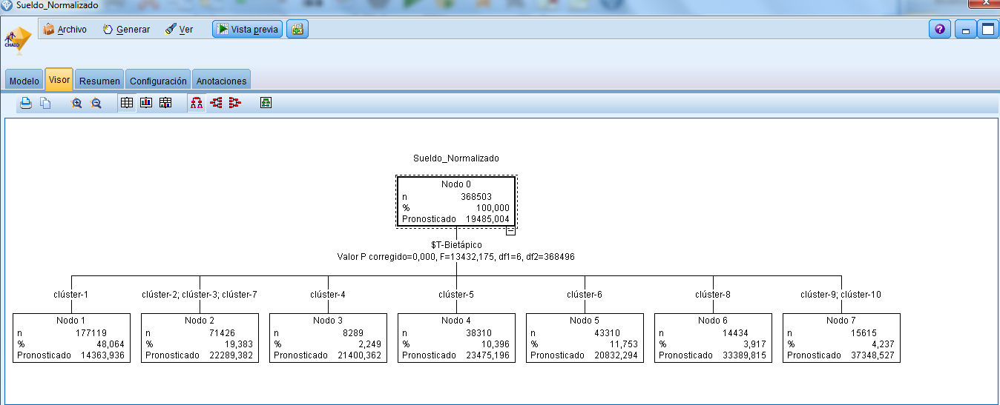 Sueldo_Normalizado
CHAID
Archivo Generar Ver Vista previa
Modelo Visor Resumen Configuración Anotaciones
Sueldo_Normalizado
Nodo 0
n 368503
% 100,000
Pronosticado 19485,004
$T-Bietápico
Valor P corregido=0,000, F=13432,175, df1=6, df2=368496
clúster-1
Nodo 1
n 177119
% 48,064
Pronosticado 14363,936
clúster-2; clúster-3; clúster-7
Nodo 2
n 71426
% 19,383
Pronosticado 22289,382
clúster-4
Nodo 3
n 8289
% 2,249
Pronosticado 21400,362
clúster-5
Nodo 4
n 38310
% 10,396
Pronosticado 23475,196
clúster-6
Nodo 5
n 43310
% 11,753
Pronosticado 20832,294
clúster-8
Nodo 6
n 14434
% 3,917
Pronosticado 33389,815
clúster-9; clúster-10
Nodo 7
n 15615
% 4,237
Pronosticado 37348,527